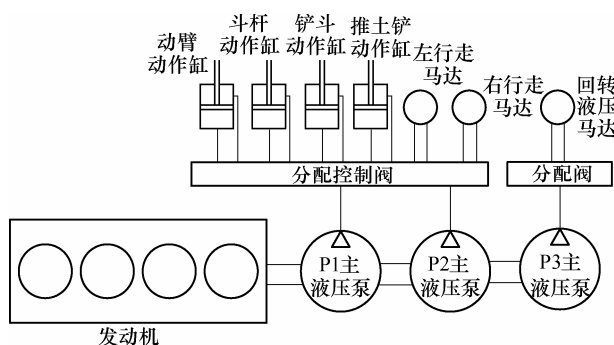 动臂
动作缸
斗杆
动作缸
铲斗
动作缸
推土铲
动作缸
左行走
马达
右行走
马达
回转
液压
马达
分配控制阀
分配阀
P1主
液压泵
P2主
液压泵
P3主
液压泵
发动机